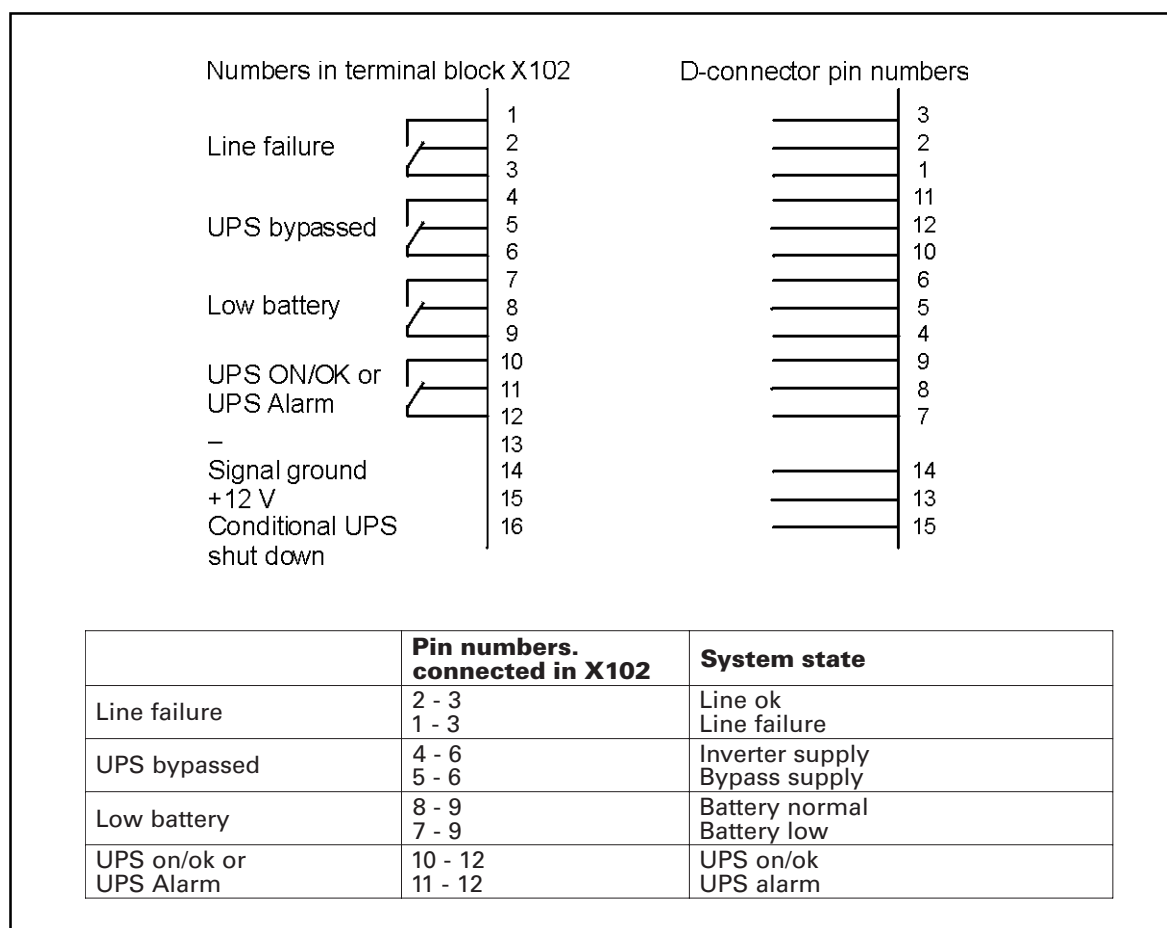 Numbers in terminal block X102
D-connector pin numbers
1
3
Line failure
2
2
3
1
4
11
UPS bypassed
5
12
6
10
7
6
Low battery
8
5
9
4
10
9
UPS ON/OK or
11
8
UPS Alarm
12
7
–
13
Signal ground
14
14
+12 V
15
13
Conditional UPS
16
15
shut down
Pin numbers.
connected in X102
System state
Line failure
2 - 3
Line ok
1 - 3
Line failure
UPS bypassed
4 - 6
Inverter supply
5 - 6
Bypass supply
Low battery
8 - 9
Battery normal
7 - 9
Battery low
UPS on/ok or
10 - 12
UPS on/ok
UPS Alarm
11 - 12
UPS alarm